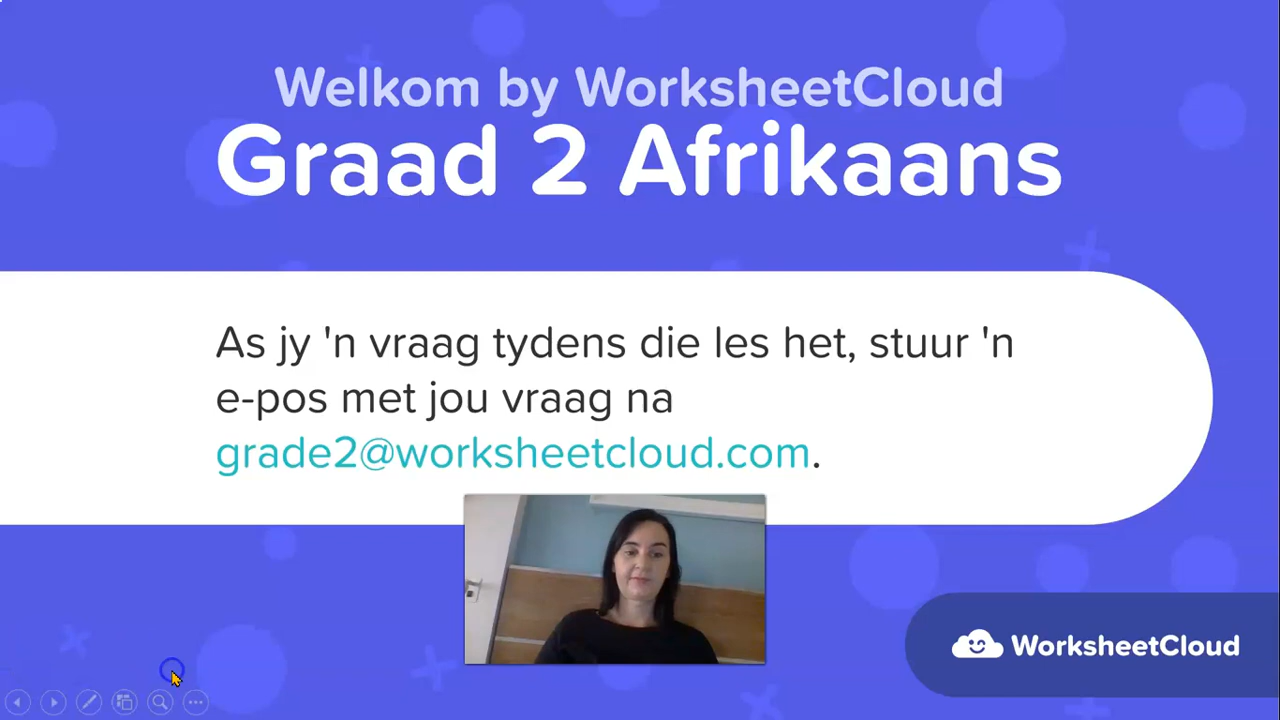 Welkom by WorksheetCloud
Graad 2 Afrikaans
As jy 'n vraag tydens die les het, stuur 'n
e-pos met jou vraag na
grade2@worksheetcloud.com.
WorksheetCloud